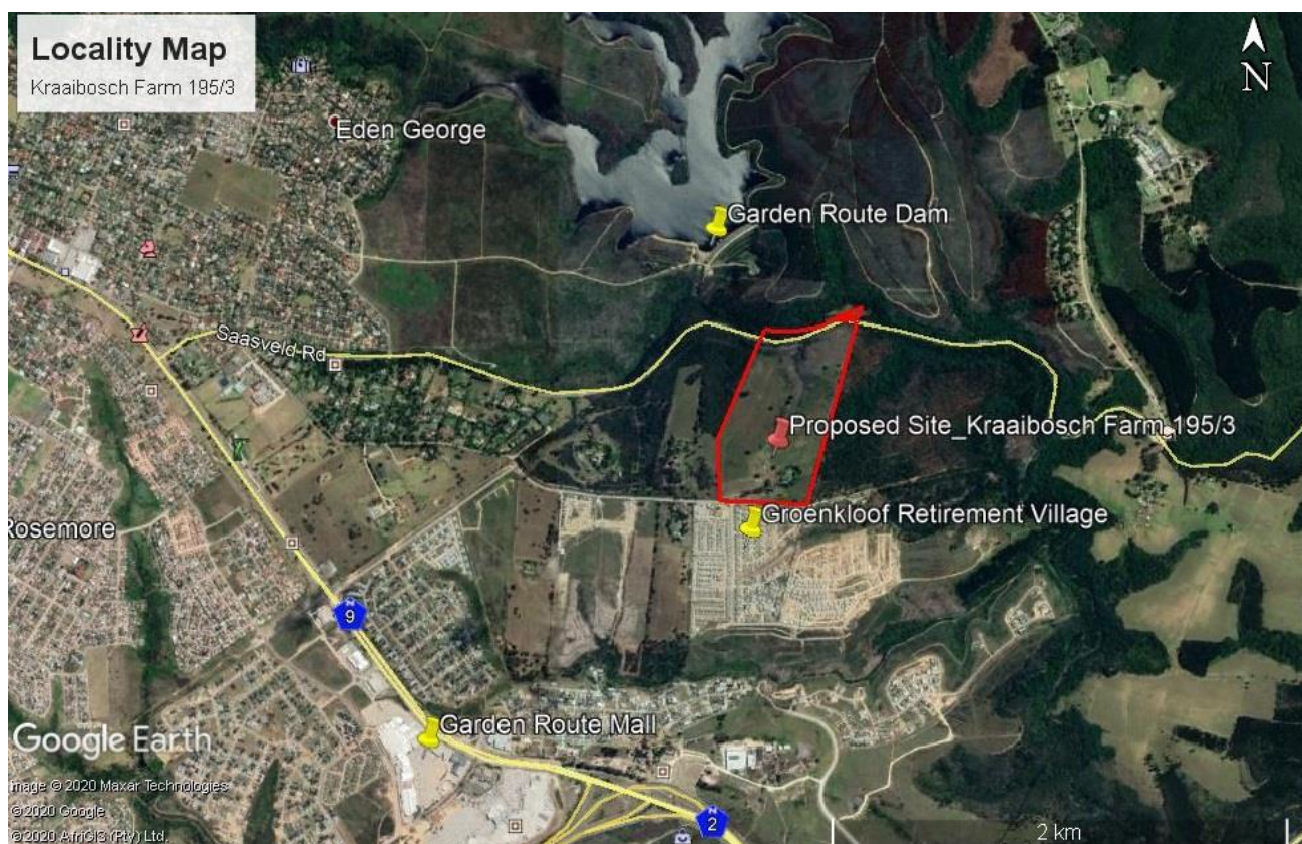 Locality Map
Kraaibosch Farm 195/3
N
Eden George
Garden Route Dam
Saasveld Rd
Proposed Site_Kraaibosch Farm 195/3
Groenkloof Retirement Village
Rosemore
N
9
Garden Route Mall
Google Earth
Image © 2020 Maxar Technologies
© 2020 Google
© 2020 AfriGIS (Pty) Ltd.
N
2
2 km